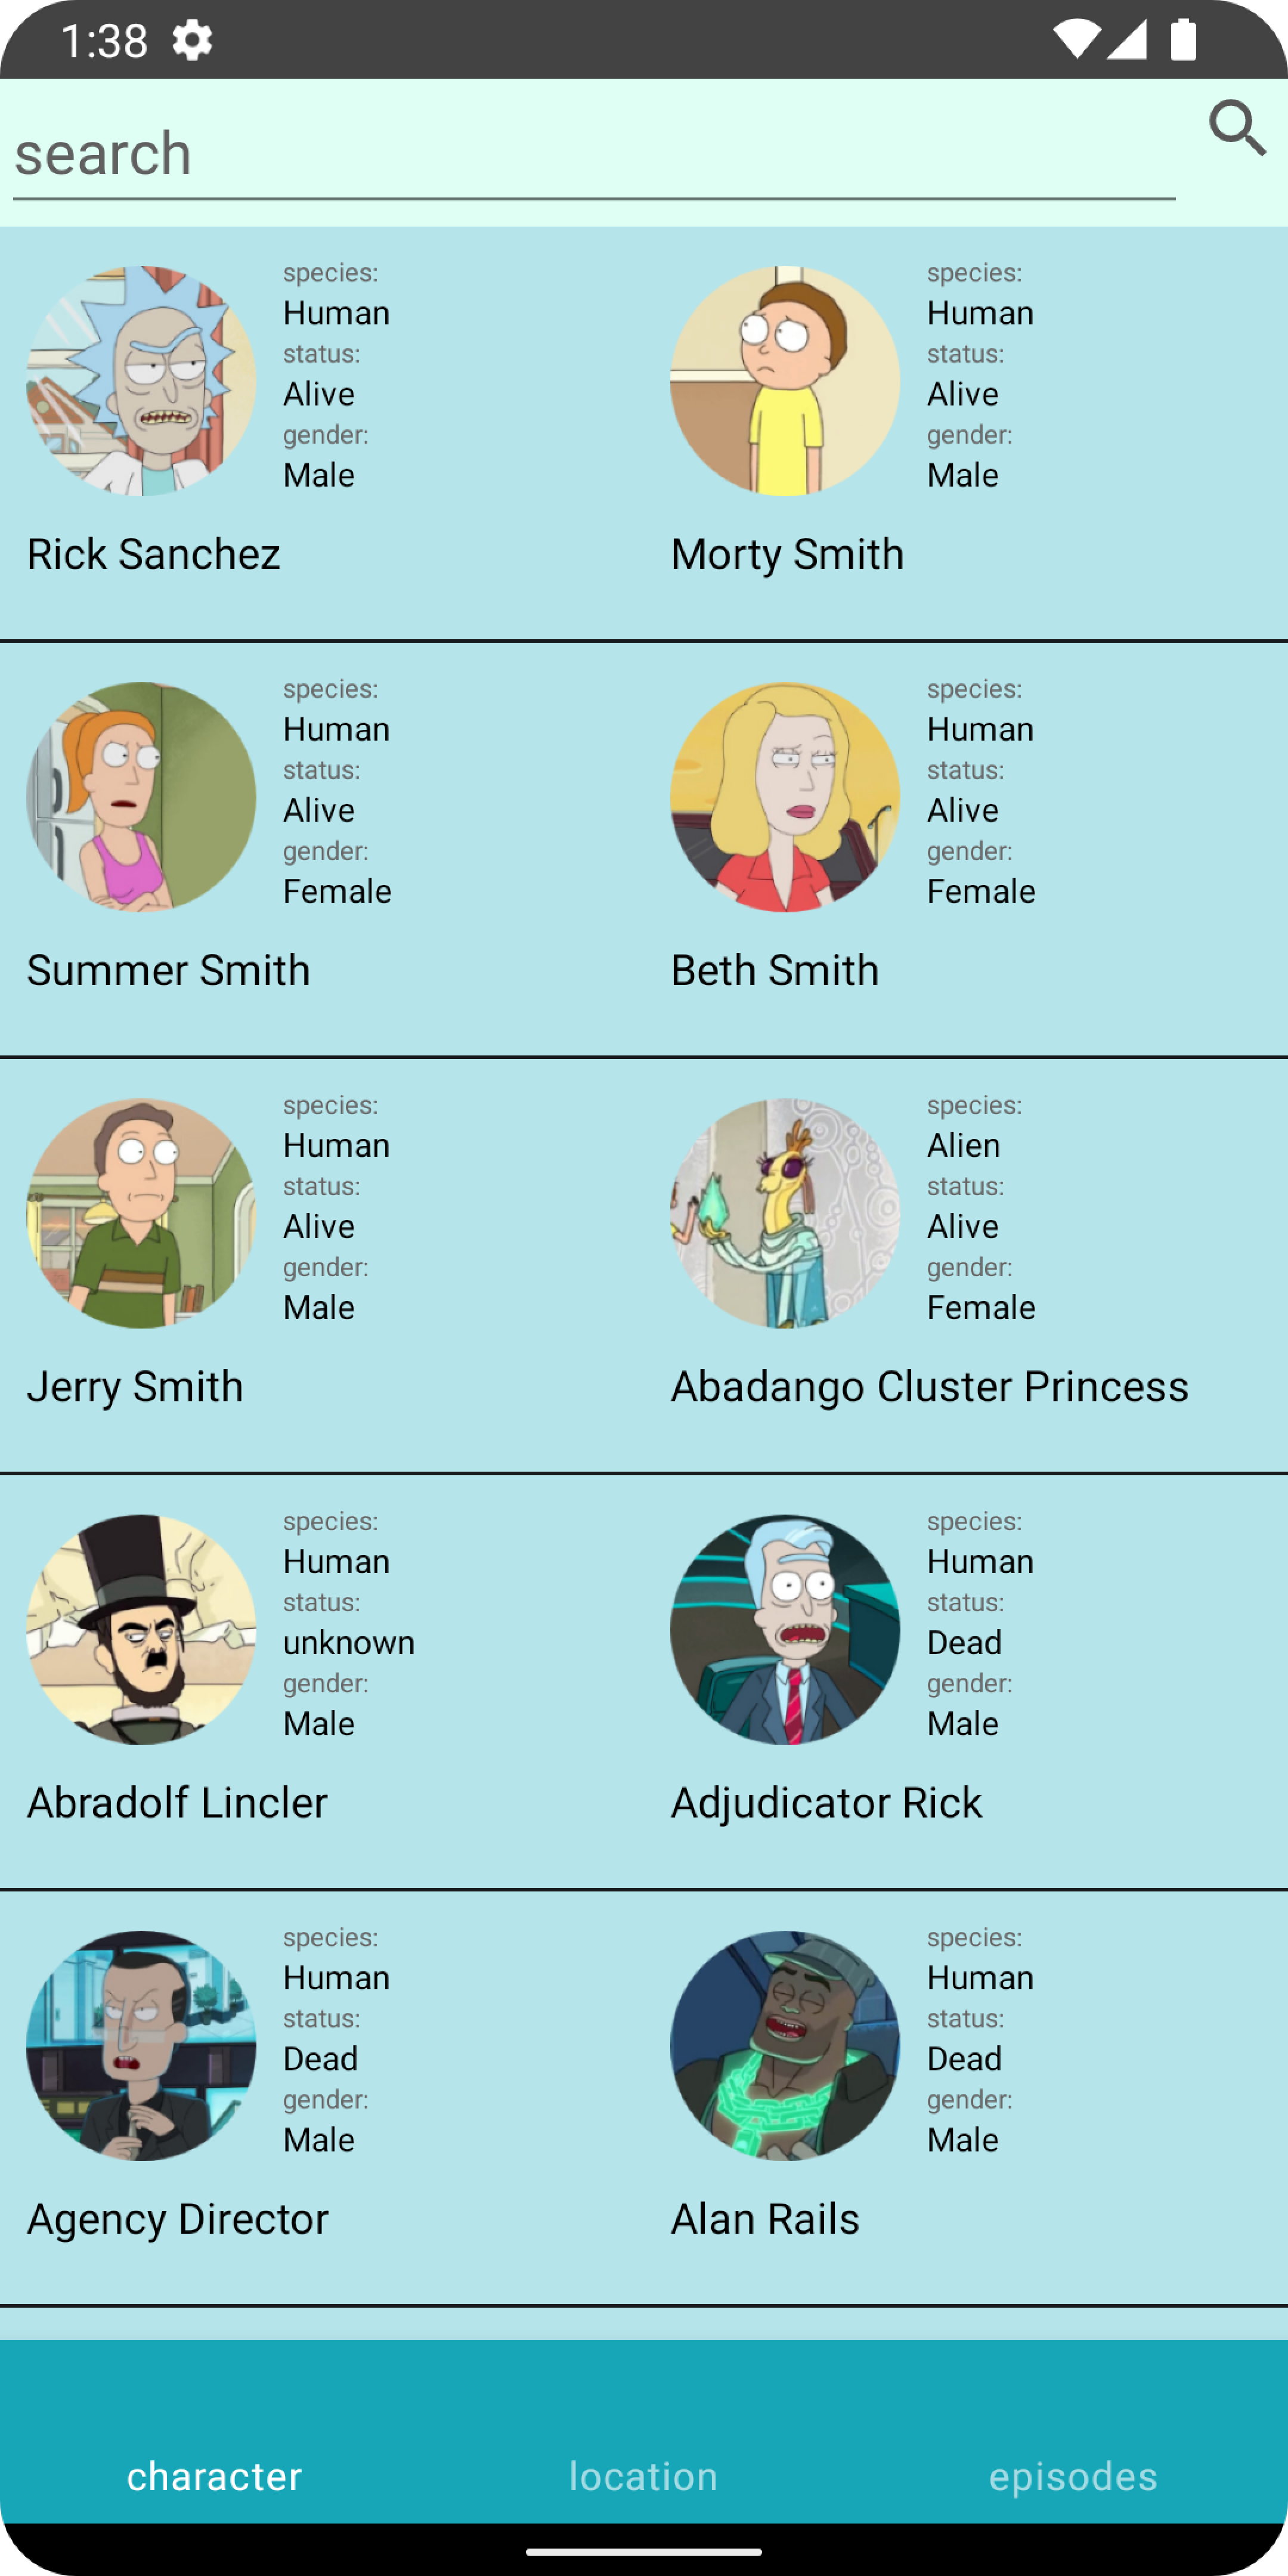 1:38
search
species:
Human
status:
Alive
gender:
Male
Rick Sanchez
species:
Human
status:
Alive
gender:
Male
Morty Smith
species:
Human
status:
Alive
gender:
Female
Summer Smith
species:
Human
status:
Alive
gender:
Female
Beth Smith
species:
Human
status:
Alive
gender:
Male
Jerry Smith
species:
Alien
status:
Alive
gender:
Female
Abadango Cluster Princess
species:
Human
status:
unknown
gender:
Male
Abradolf Lincler
species:
Human
status:
Dead
gender:
Male
Adjudicator Rick
species:
Human
status:
Dead
gender:
Male
Agency Director
species:
Human
status:
Dead
gender:
Male
Alan Rails
character
location
episodes